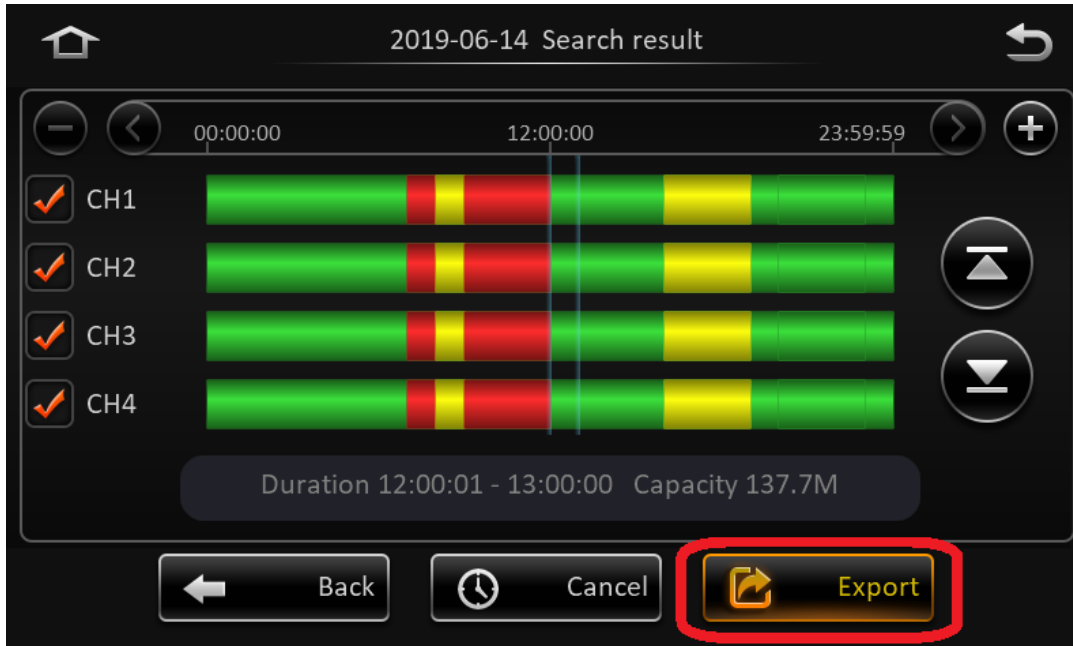 2019-06-14 Search result
00:00:00 12:00:00 23:59:59
CH1
CH2
CH3
CH4
Duration 12:00:01 - 13:00:00 Capacity 137.7M
Back Cancel Export